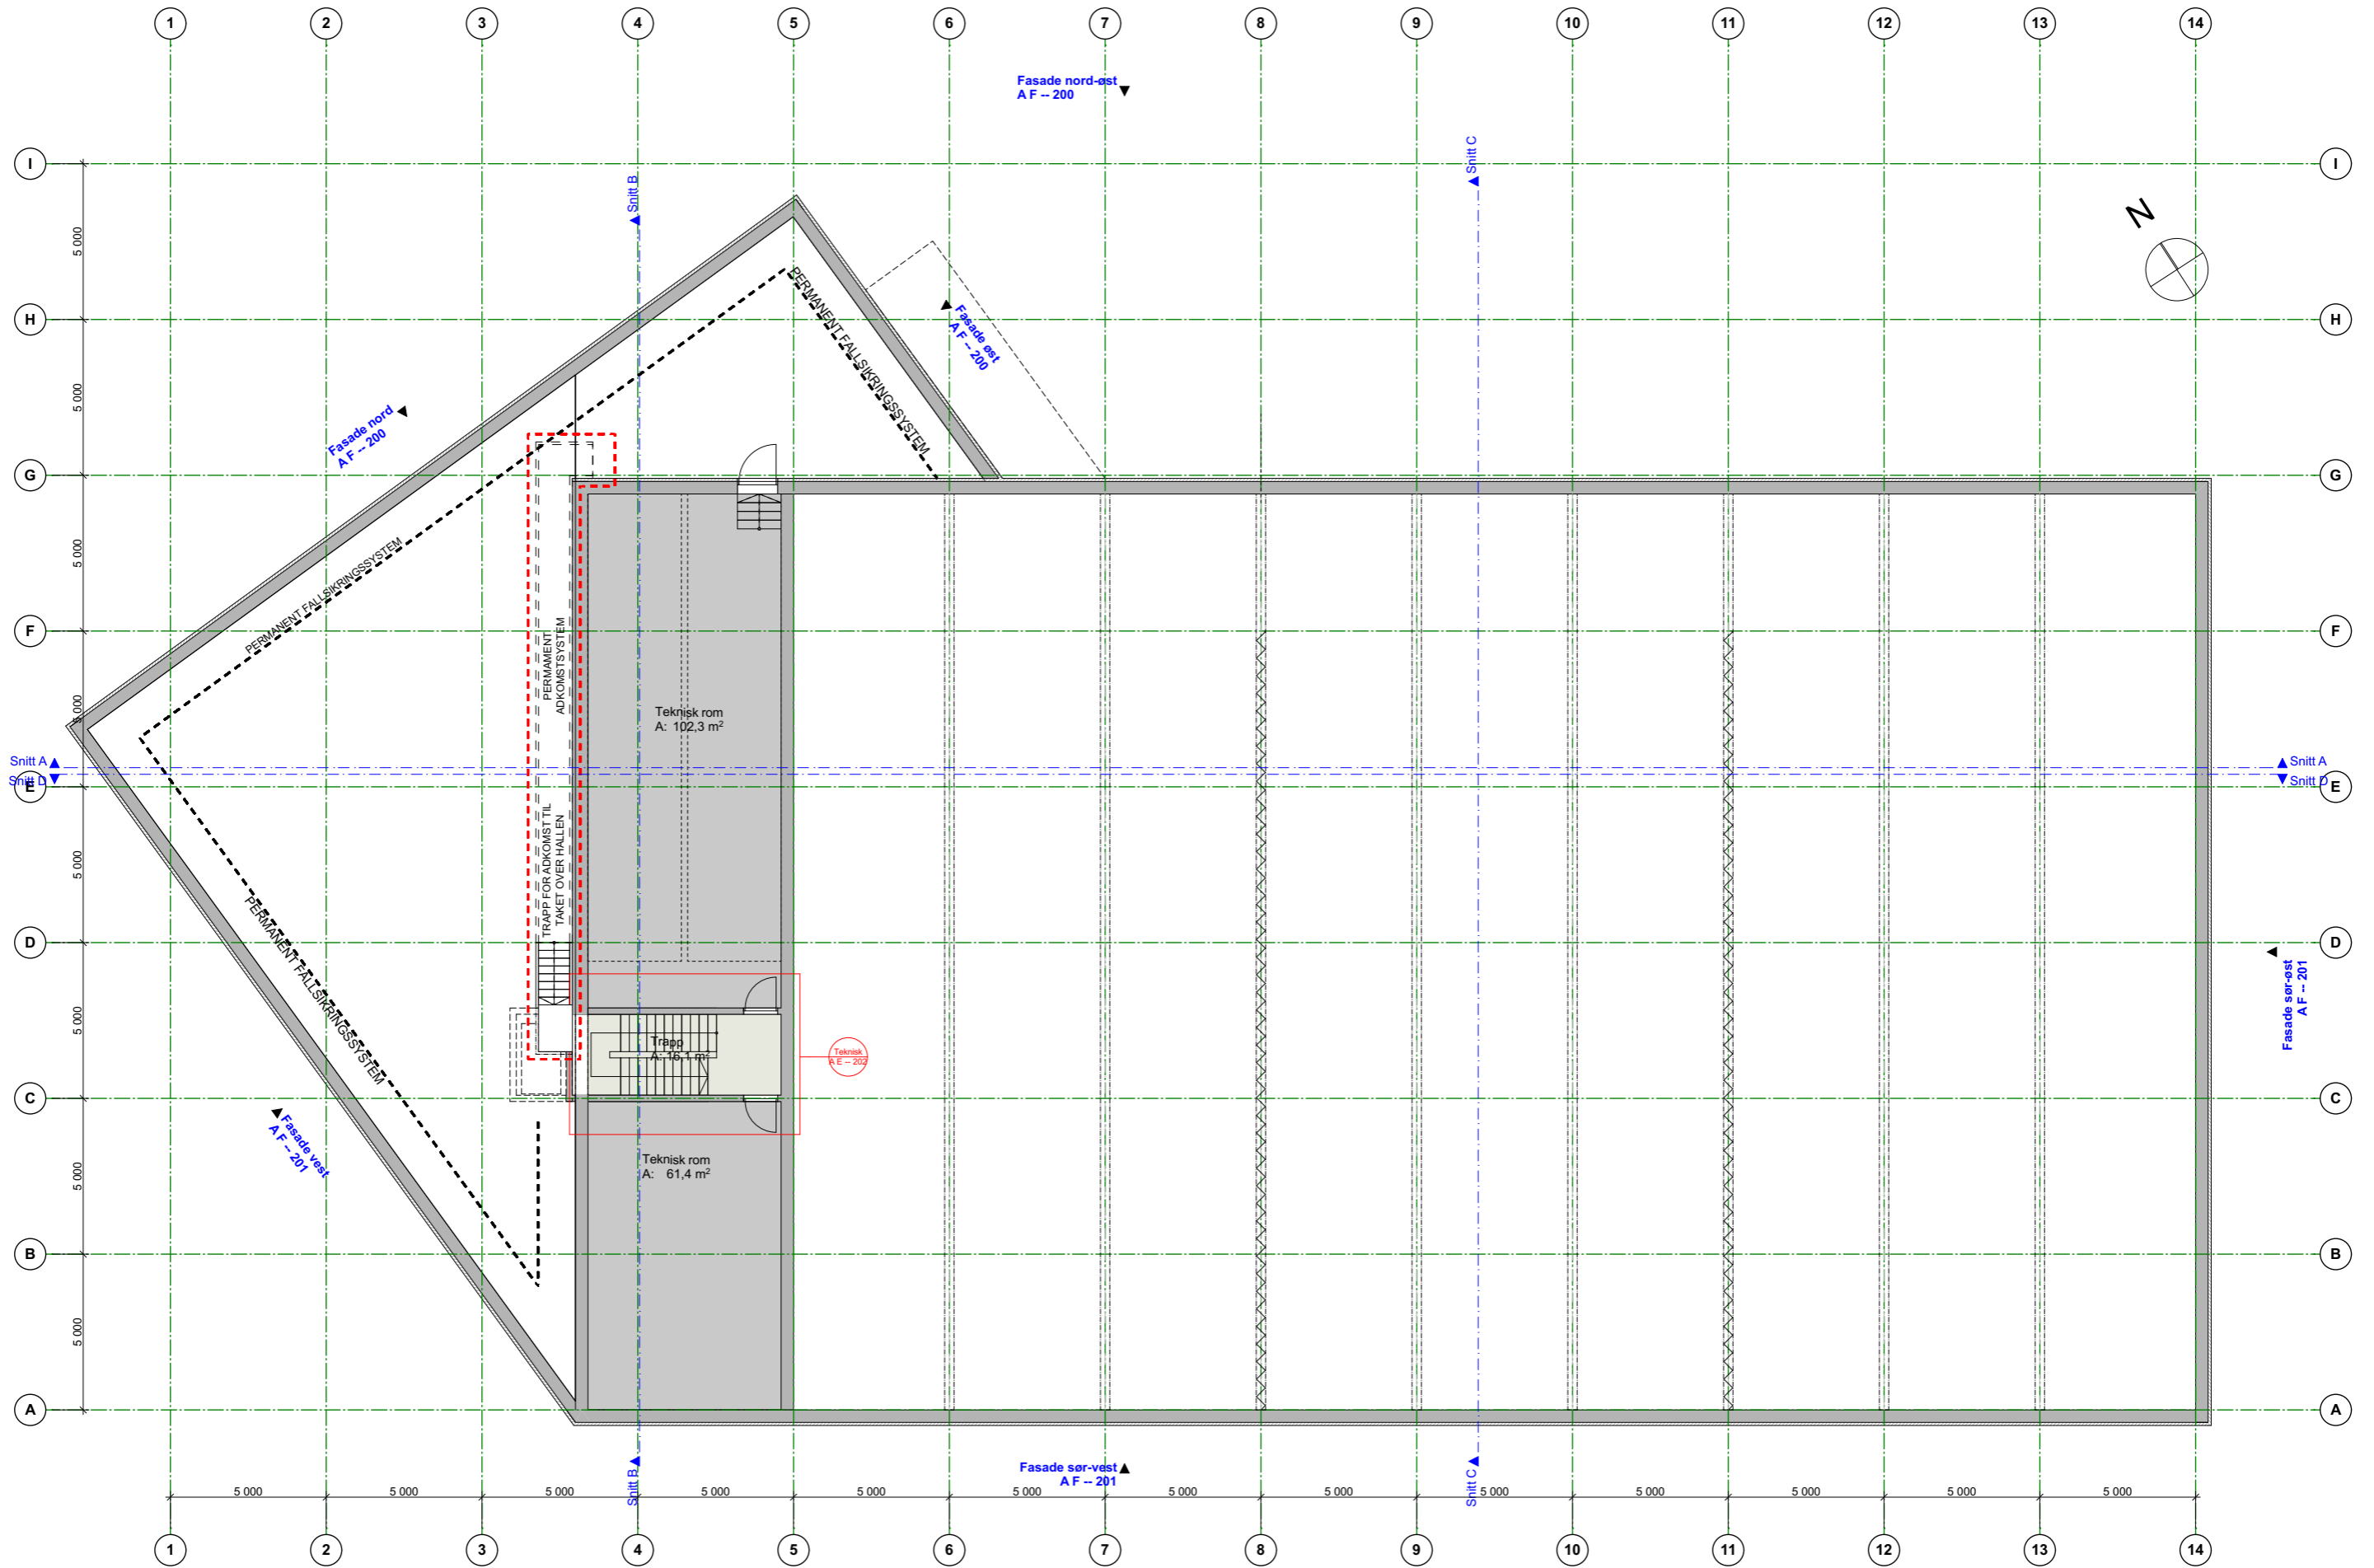 1 2 3 4 5 6 7 8 9 10 11 12 13 14
Fasade nord-øst
A F -- 200
I I
Snitt B
Snitt C
N
5 000
H H
PERMANENT FALLSIKRINGSSYSTEM
Fasade øst
A F -- 200
5 000
Fasade nord
A F -- 200
G G
5 000
PERMANENT FALLSIKRINGSSYSTEM
F F
PERMAMENT
ADKOMSTSYSTEM
5 000
Teknisk rom
A: 102,3 m²
Snitt A Snitt A
Snitt D Snitt D
E E
TRAPP FOR ADKOMST TIL
TAKET OVER HALLEN
5 000
PERMANENT FALLSIKRINGSSYSTEM
D D
Fasade sør-øst
A F -- 201
5 000
Trapp
A: 16,1 m²
Teknisk
A E -- 202
C C
Fasade vest
A F -- 201
5 000
Teknisk rom
A: 61,4 m²
B B
5 000
A A
Snitt B
Fasade sør-vest
A F -- 201
Snitt C
5 000 5 000 5 000 5 000 5 000 5 000 5 000 5 000 5 000 5 000 5 000 5 000 5 000
1 2 3 4 5 6 7 8 9 10 11 12 13 14